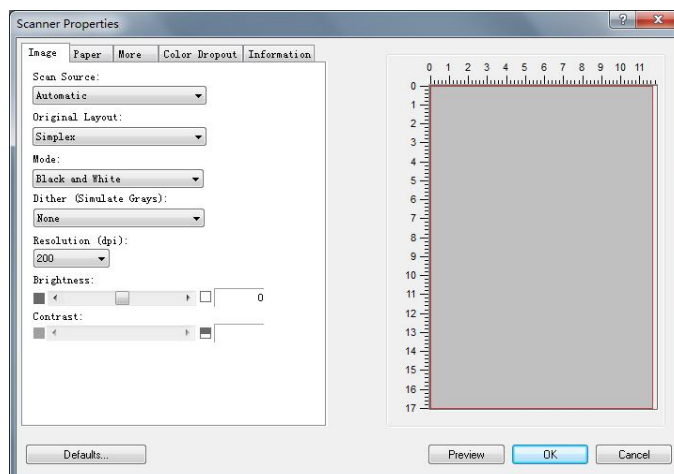 Scanner Properties
Image Paper More Color Dropout Information
Scan Source:
Automatic
Original Layout:
Simplex
Mode:
Black and White
Dither (Simulate Grays):
None
Resolution (dpi):
200
Brightness:
0
Contrast:
0 1 2 3 4 5 6 7 8 9 10 11
0
1
2
3
4
5
6
7
8
9
10
11
12
13
14
15
16
17
Defaults... Preview OK Cancel